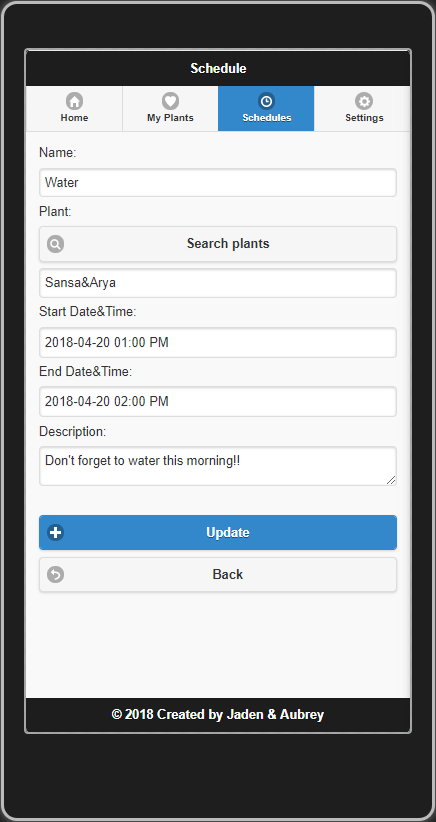 Schedule
Home My Plants Schedules Settings
Name:
Water
Plant:
Search plants
Sansa&Arya
Start Date&Time:
2018-04-20 01:00 PM
End Date&Time:
2018-04-20 02:00 PM
Description:
Don't forget to water this morning!!
Update
Back
© 2018 Created by Jaden & Aubrey